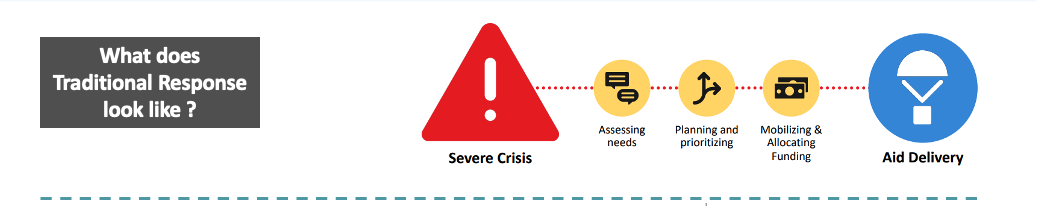 What does
Traditional Response
look like ?
Severe Crisis
Assessing
needs
Planning and
prioritizing
Mobilizing &
Allocating
Funding
Aid Delivery